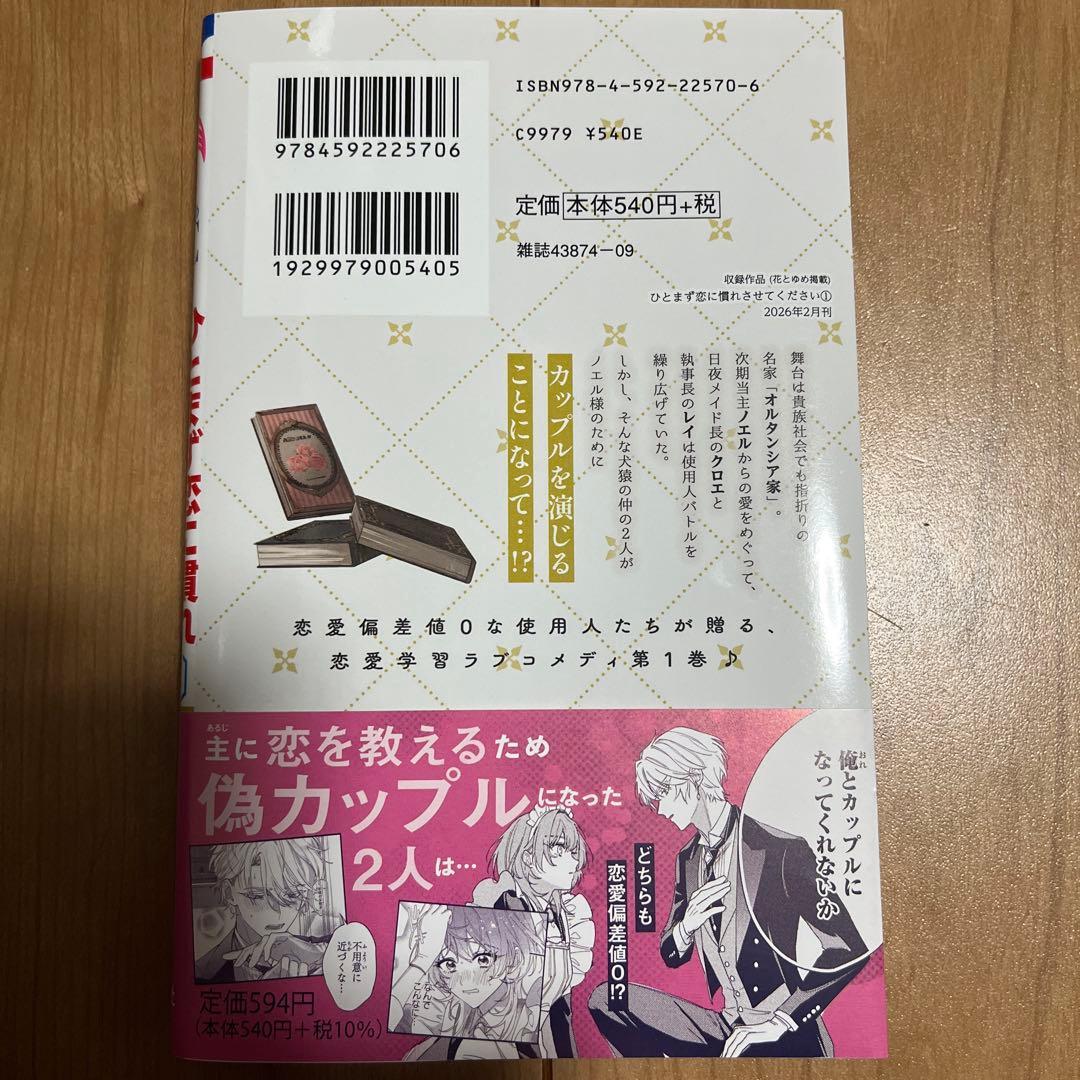 ISBN978-4-592-22570-6
C9979 ¥540E
9784592225706
1929979005405
定価 本体540円+税
雑誌43874-09
収録作品 (花とゆめ掲載)
ひとまず恋に慣れさせてください①
2026年2月刊
舞台は貴族社会でも指折りの
名家「オルタンシア家」。
次期当主ノエルからの愛をめぐって、
日夜メイド長のクロエと
執事長のレイは使用人バトルを
繰り広げていた。
しかし、そんな犬猿の仲の2人が
ノエル様のために
カップルを演じる
ことになって…!?
恋愛偏差値0な使用人たちが贈る、
恋愛学習ラブコメディ第1巻♪
あるじ
主に恋を教えるため
偽カップルになった
2人は…
おれ
俺とカップルに
なってくれないか
どちらも
恋愛偏差値0!?
ふようい
不用意に
ちか
近づくな…
なんで
こんな
定価594円
(本体540円+税10%)